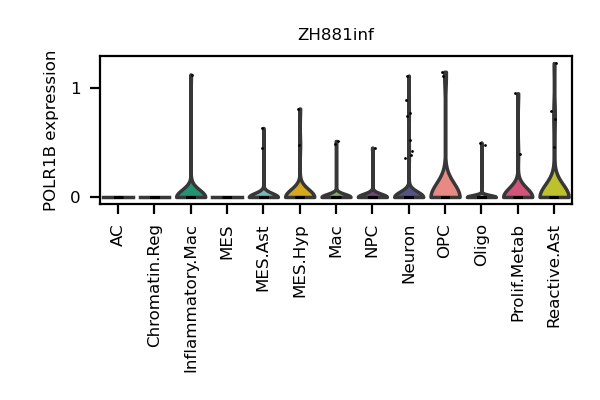 ZH881inf
POLR1B expression
1
0
AC
Chromatin.Reg
Inflammatory.Mac
MES
MES.Ast
MES.Hyp
Mac
NPC
Neuron
OPC
Oligo
Prolif.Metab
Reactive.Ast